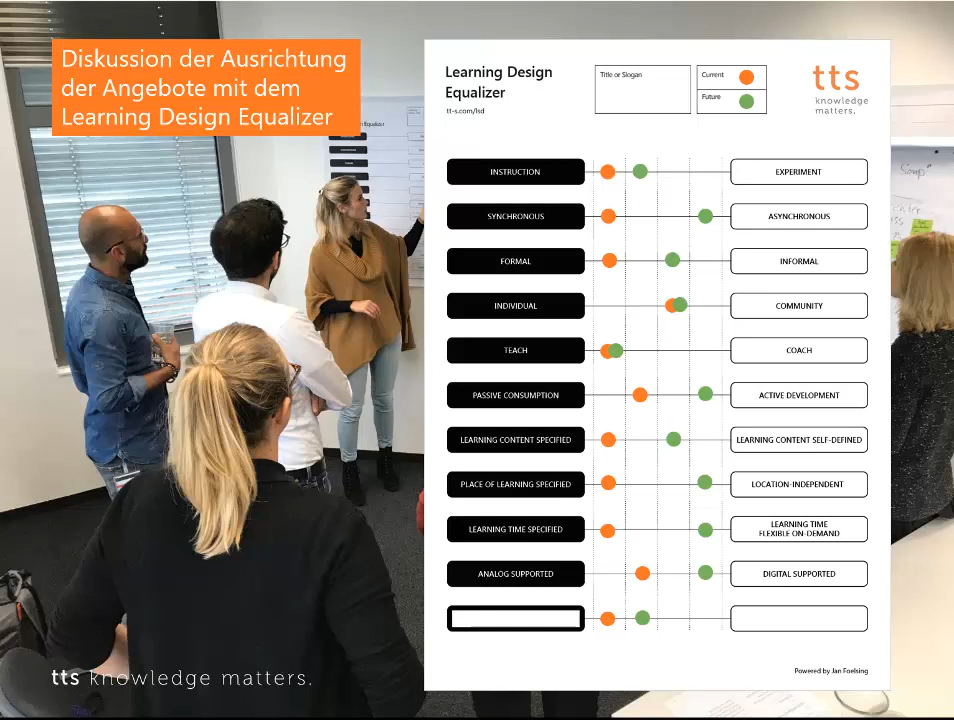 Diskussion der Ausrichtung
der Angebote mit dem
Learning Design Equalizer
Learning Design
Equalizer
tt-s.com/lsd
Title or Slogan
Current
Future
tts
knowledge
matters.
INSTRUCTION
EXPERIMENT
SYNCHRONOUS
ASYNCHRONOUS
FORMAL
INFORMAL
INDIVIDUAL
COMMUNITY
TEACH
COACH
PASSIVE CONSUMPTION
ACTIVE DEVELOPMENT
LEARNING CONTENT SPECIFIED
LEARNING CONTENT SELF-DEFINED
PLACE OF LEARNING SPECIFIED
LOCATION-INDEPENDENT
LEARNING TIME SPECIFIED
LEARNING TIME
FLEXIBLE ON-DEMAND
ANALOG SUPPORTED
DIGITAL SUPPORTED
Powered by Jan Foelsing
tts knowledge matters.